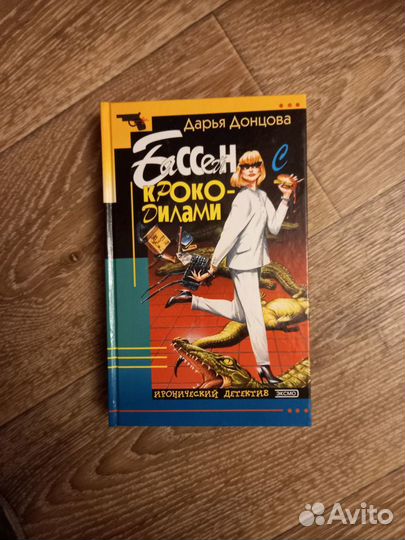 Дарья Донцова
Бассейн с
крокодилами
ИРОНИЧЕСКИЙ ДЕТЕКТИВ ЭКСМО
Avito